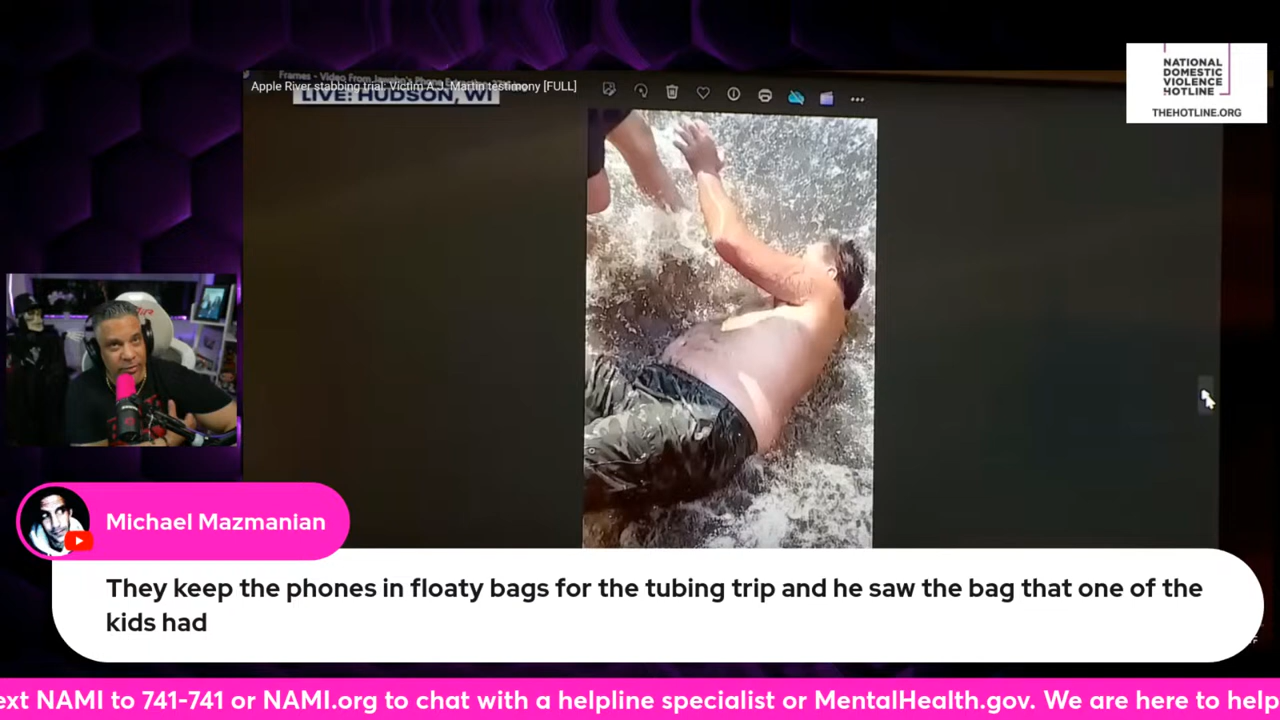 Apple River stabbing trial: Victim A.J. Martin testimony [FULL]
LIVE: HUDSON, WI
NATIONAL
DOMESTIC
VIOLENCE
HOTLINE
THEHOTLINE.ORG
Michael Mazmanian
They keep the phones in floaty bags for the tubing trip and he saw the bag that one of the
kids had
ext NAMI to 741-741 or NAMI.org to chat with a helpline specialist or MentalHealth.gov. We are here to help